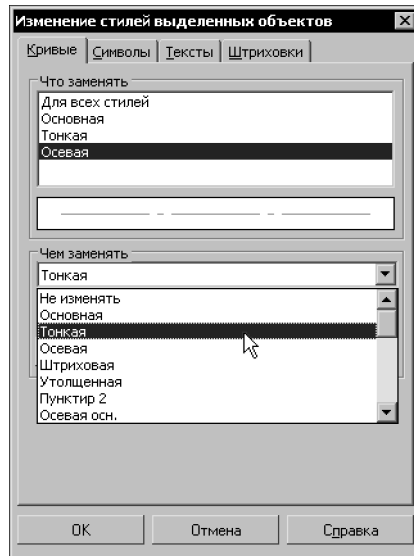 Изменение стилей выделенных объектов
Кривые Символы Тексты Штриховки
Что заменять
Для всех стилей
Основная
Тонкая
Осевая
Чем заменять
Тонкая
Не изменять
Основная
Тонкая
Осевая
Штриховая
Утолщенная
Пунктир 2
Осевая осн.
OK Отмена Справка